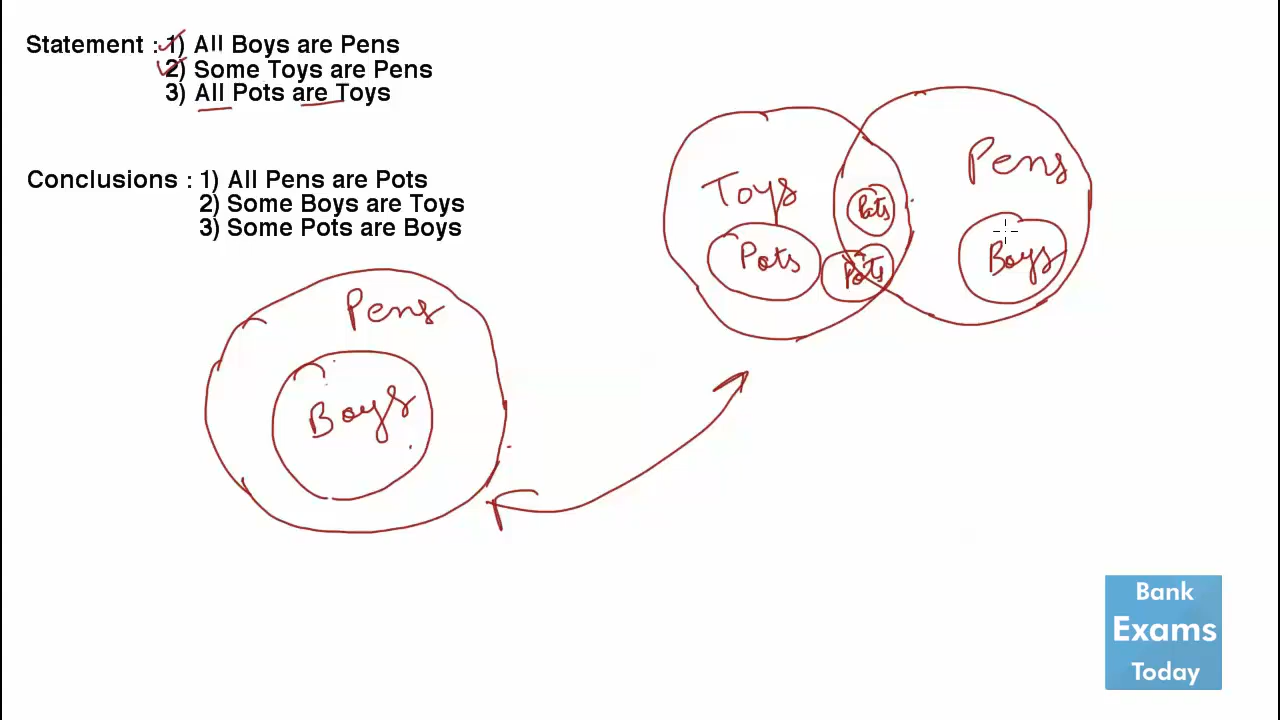 Statement : 1) All Boys are Pens
2) Some Toys are Pens
3) All Pots are Toys
Conclusions : 1) All Pens are Pots
2) Some Boys are Toys
3) Some Pots are Boys
Toys
Pens
Pots
Pots
Pots
Boys
Pens
Boys
Bank
Exams
Today